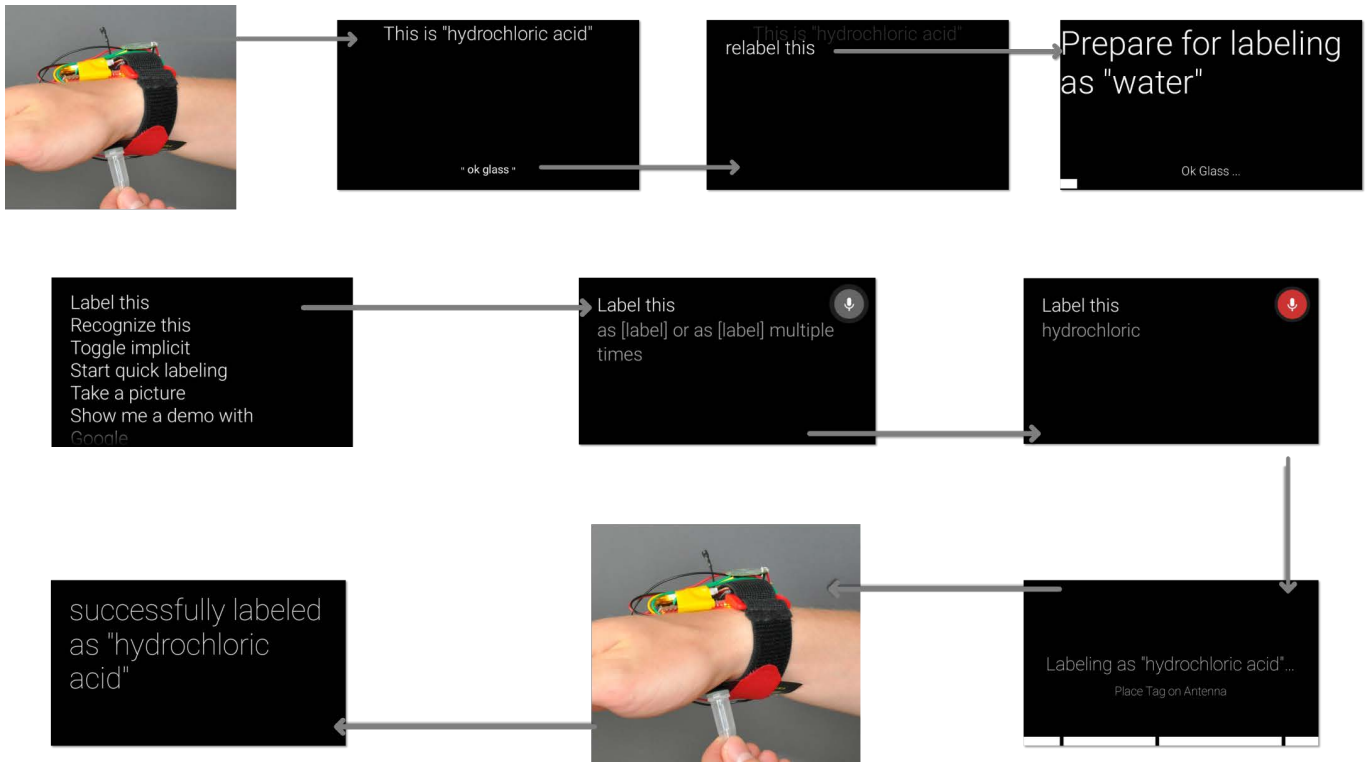 This is "hydrochloric acid"
" ok glass "
This is "hydrochloric acid"
relabel this
Prepare for labeling
as "water"
Ok Glass ...
Label this
Recognize this
Toggle implicit
Start quick labeling
Take a picture
Show me a demo with
Google
Label this
as [label] or as [label] multiple
times
Label this
hydrochloric
successfully labeled
as "hydrochloric
acid"
Labeling as "hydrochloric acid"...
Place Tag on Antenna